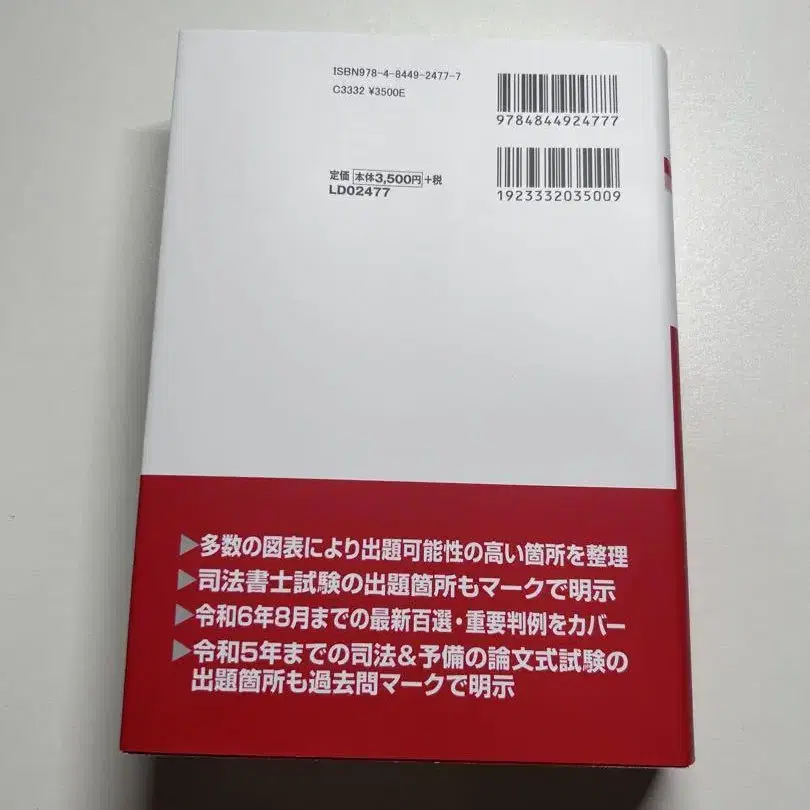 ISBN978-4-8449-2477-7
C3332 ¥3500E
9784844924777
定価 本体3,500円+税
LD02477
1923332035009
▶多数の図表により出題可能性の高い箇所を整理
▶司法書士試験の出題箇所もマークで明示
▶令和6年8月までの最新百選・重要判例をカバー
▶令和5年までの司法&予備の論文式試験の
出題箇所も過去問マークで明示